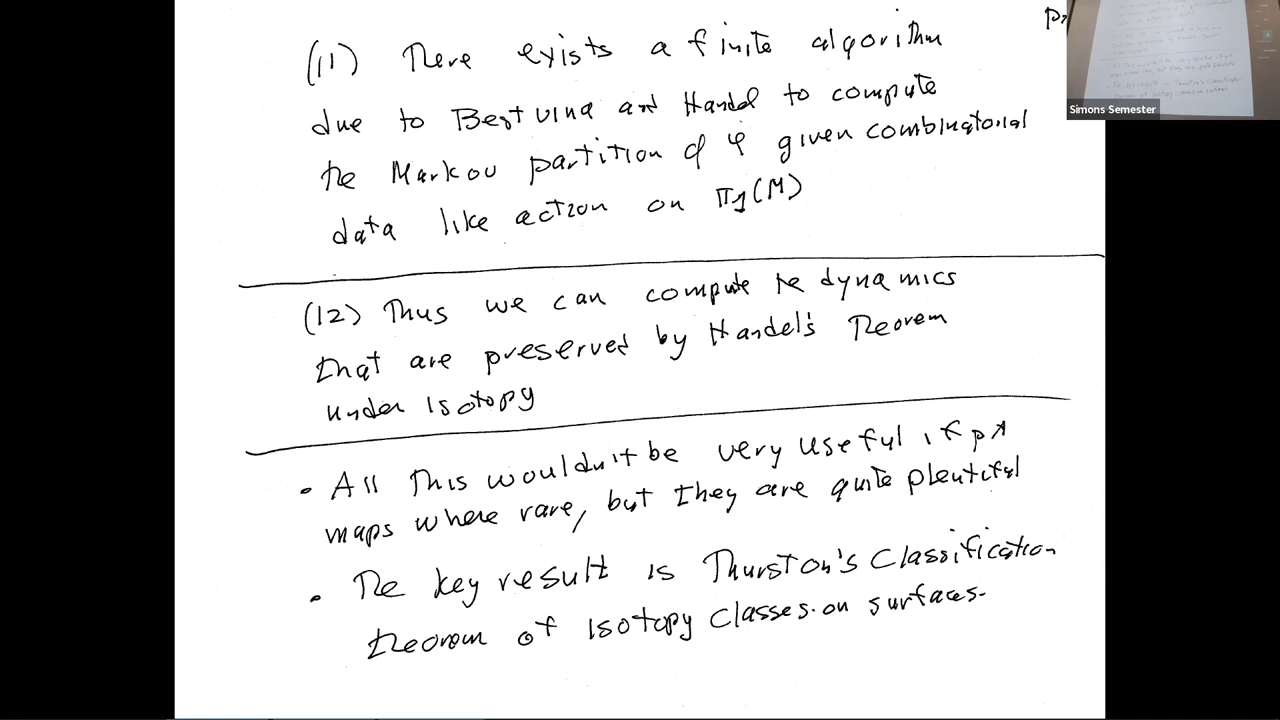 (11) There exists a finite algorithm
due to Bestvina and Handel to compute
the Markov partition of φ given combinatorial
data like action on π1(M)
(12) Thus we can compute the dynamics
that are preserved by Handel's Theorem
under isotopy
• All this wouldn't be very useful if pA
maps where rare, but they are quite plentiful
• The key result is Thurston's Classification
theorem of isotopy classes on surfaces.
Simons Semester